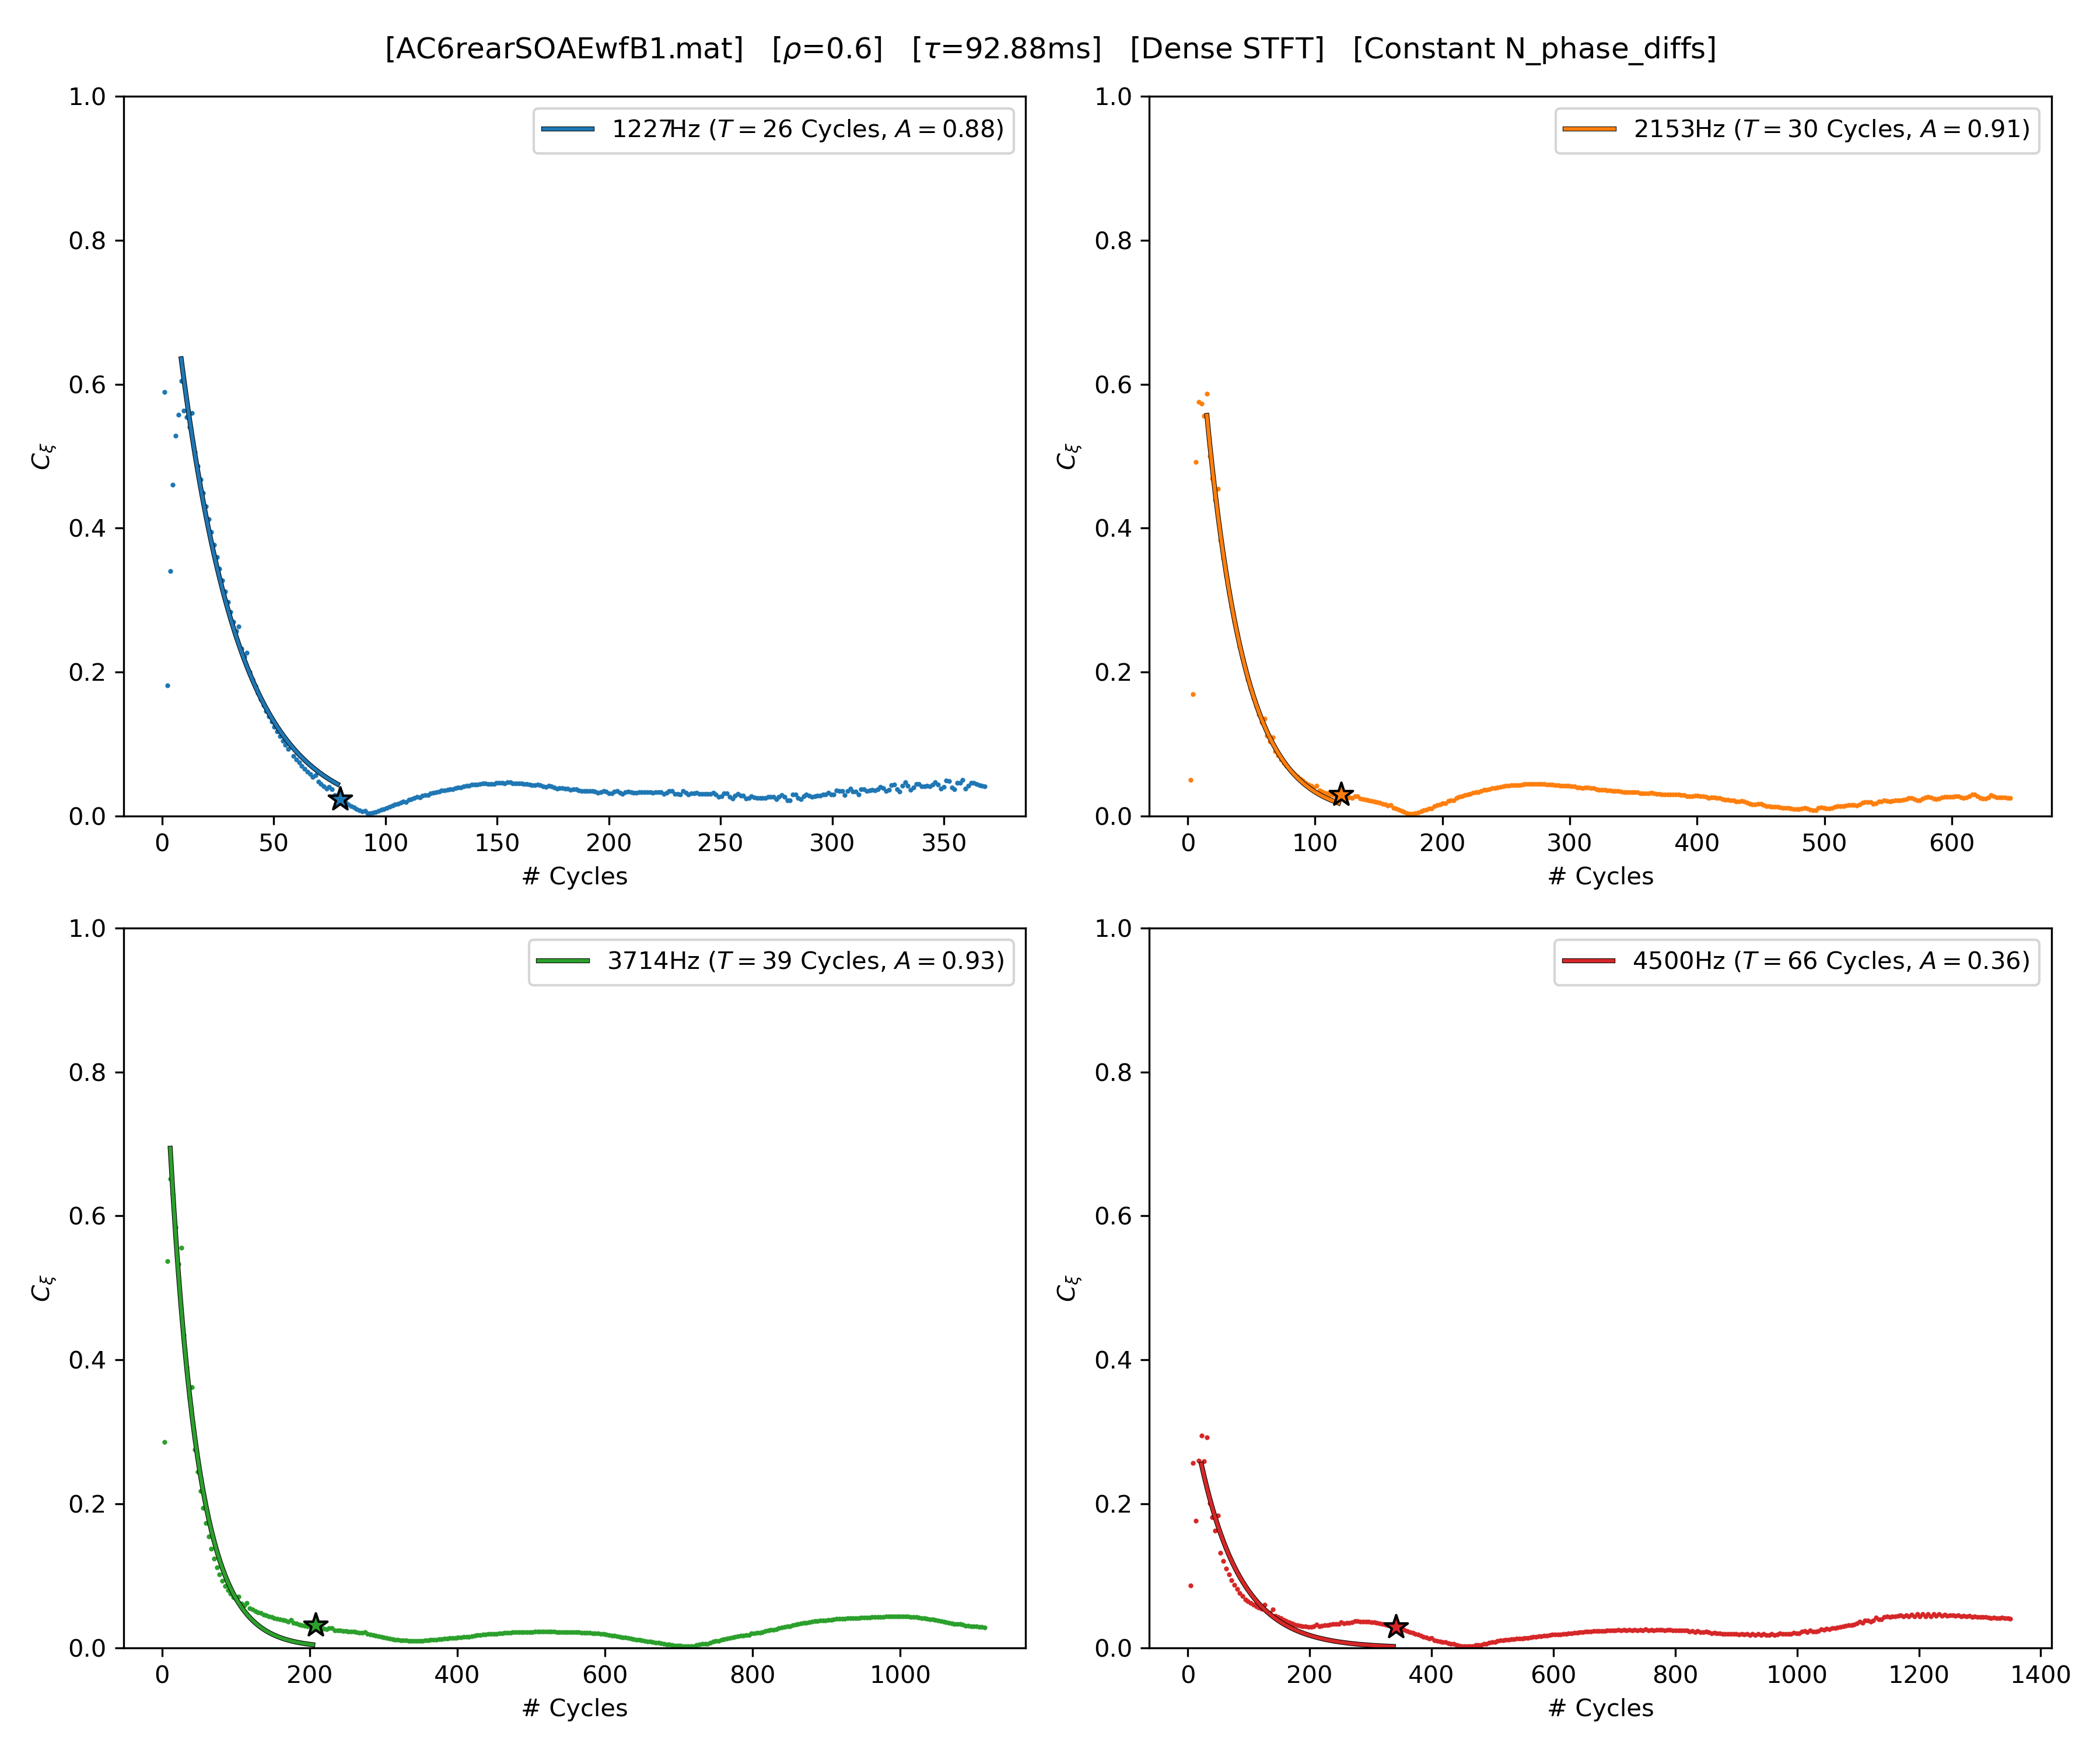 [AC6rearSOAEwfB1.mat]   [ρ=0.6]   [τ=92.88ms]   [Dense STFT]   [Constant N_phase_diffs]
1227Hz (T = 26 Cycles, A = 0.88)
1.0
0.8
0.6
0.4
0.2
0.0
C_ξ
0 50 100 150 200 250 300 350
# Cycles
2153Hz (T = 30 Cycles, A = 0.91)
1.0
0.8
0.6
0.4
0.2
0.0
C_ξ
0 100 200 300 400 500 600
# Cycles
3714Hz (T = 39 Cycles, A = 0.93)
1.0
0.8
0.6
0.4
0.2
0.0
C_ξ
0 200 400 600 800 1000
# Cycles
4500Hz (T = 66 Cycles, A = 0.36)
1.0
0.8
0.6
0.4
0.2
0.0
C_ξ
0 200 400 600 800 1000 1200 1400
# Cycles